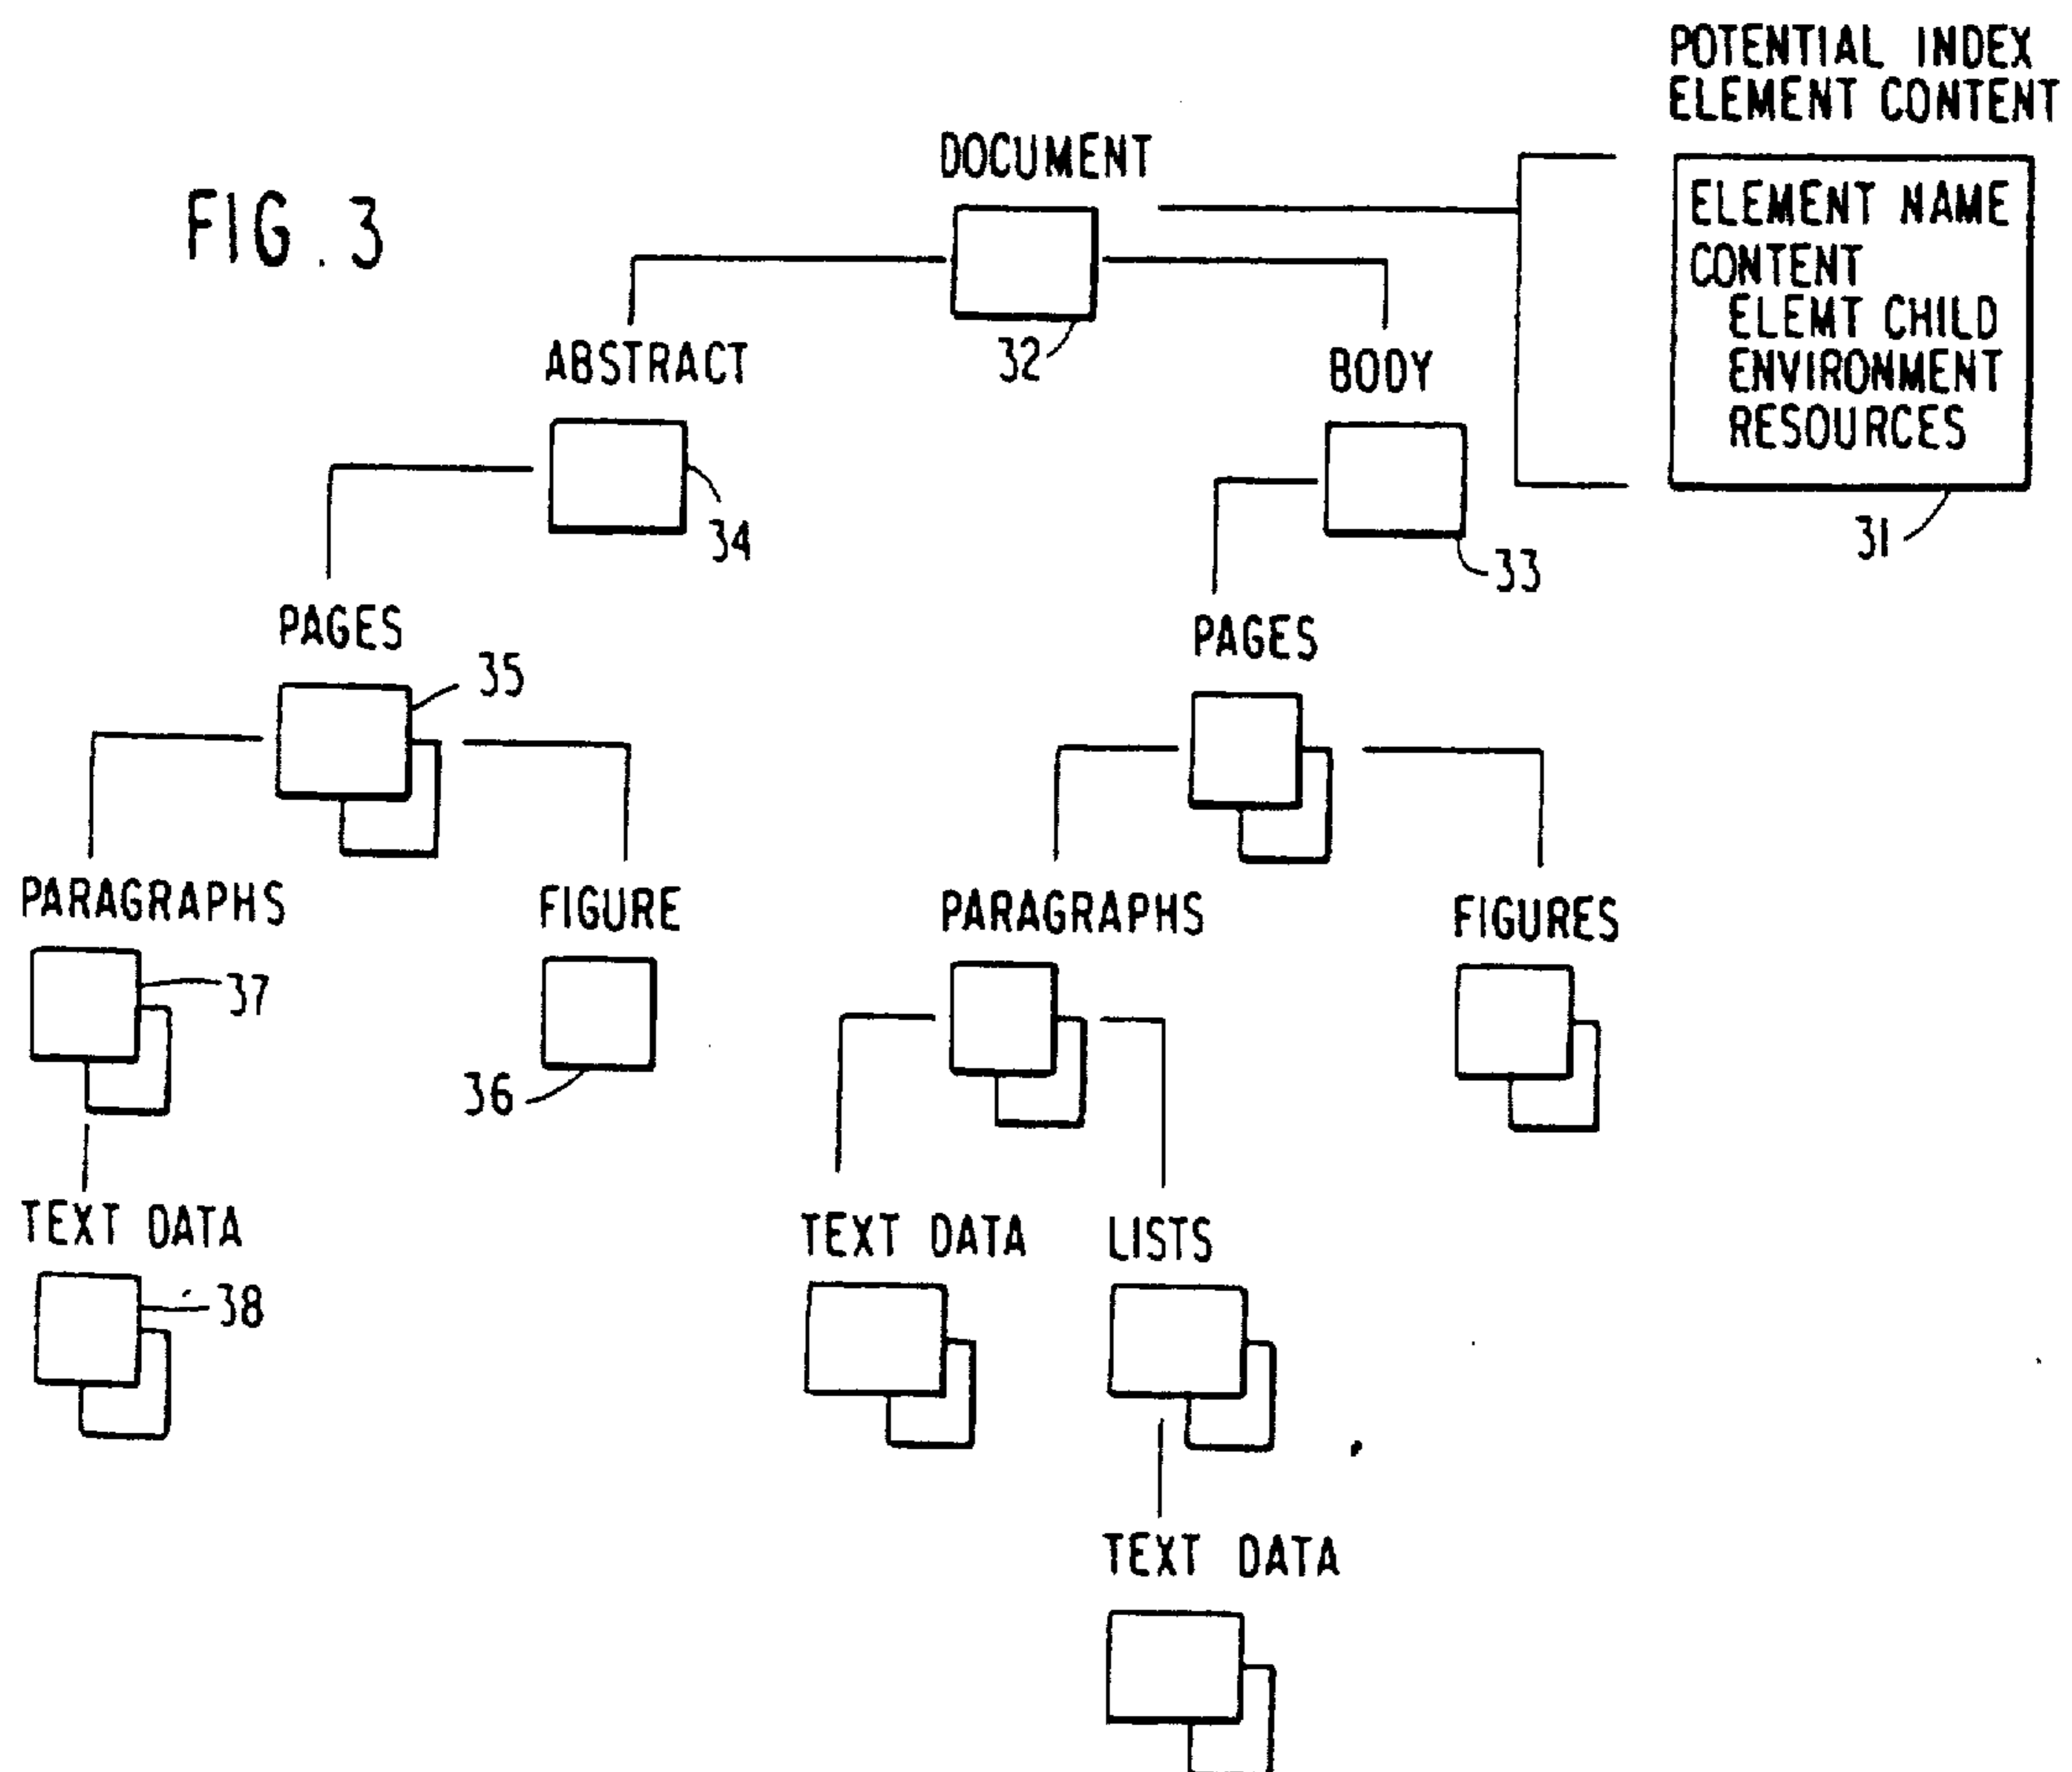 POTENTIAL INDEX
ELEMENT CONTENT
DOCUMENT
FIG. 3
ELEMENT NAME
CONTENT
ELEMT CHILD
ENVIRONMENT
RESOURCES
32
31
ABSTRACT
BODY
34
33
PAGES
35
PAGES
PARAGRAPHS
FIGURE
PARAGRAPHS
FIGURES
37
36
TEXT DATA
38
TEXT DATA
LISTS
TEXT DATA